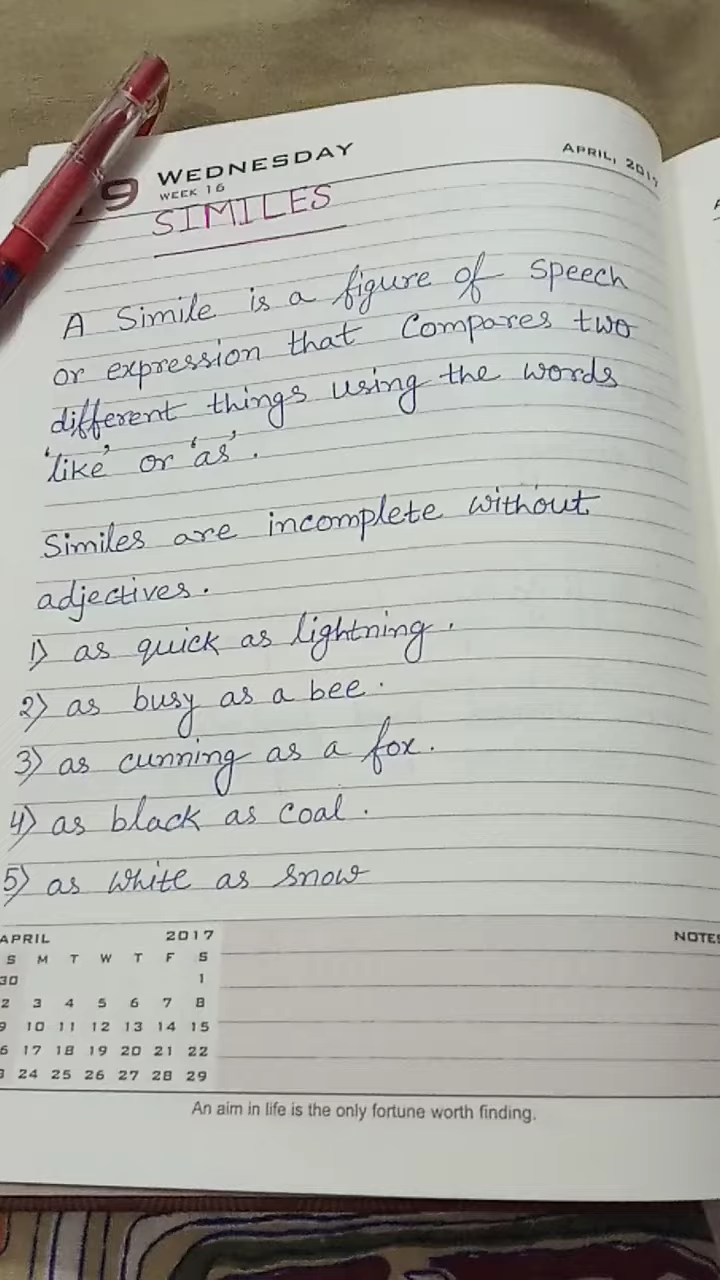 9 WEDNESDAY
APRIL, 2017
WEEK 16
SIMILES
A Simile is a figure of speech
or expression that Compares two
different things using the words
'like' or 'as'.
Similes are incomplete without
adjectives.
1) as quick as lightning.
2) as busy as a bee.
3) as cunning as a fox.
4) as black as coal.
5) as white as snow
APRIL 2017
S M T W T F S
30 1
2 3 4 5 6 7 8
9 10 11 12 13 14 15
6 17 18 19 20 21 22
3 24 25 26 27 28 29
NOTES
An aim in life is the only fortune worth finding.